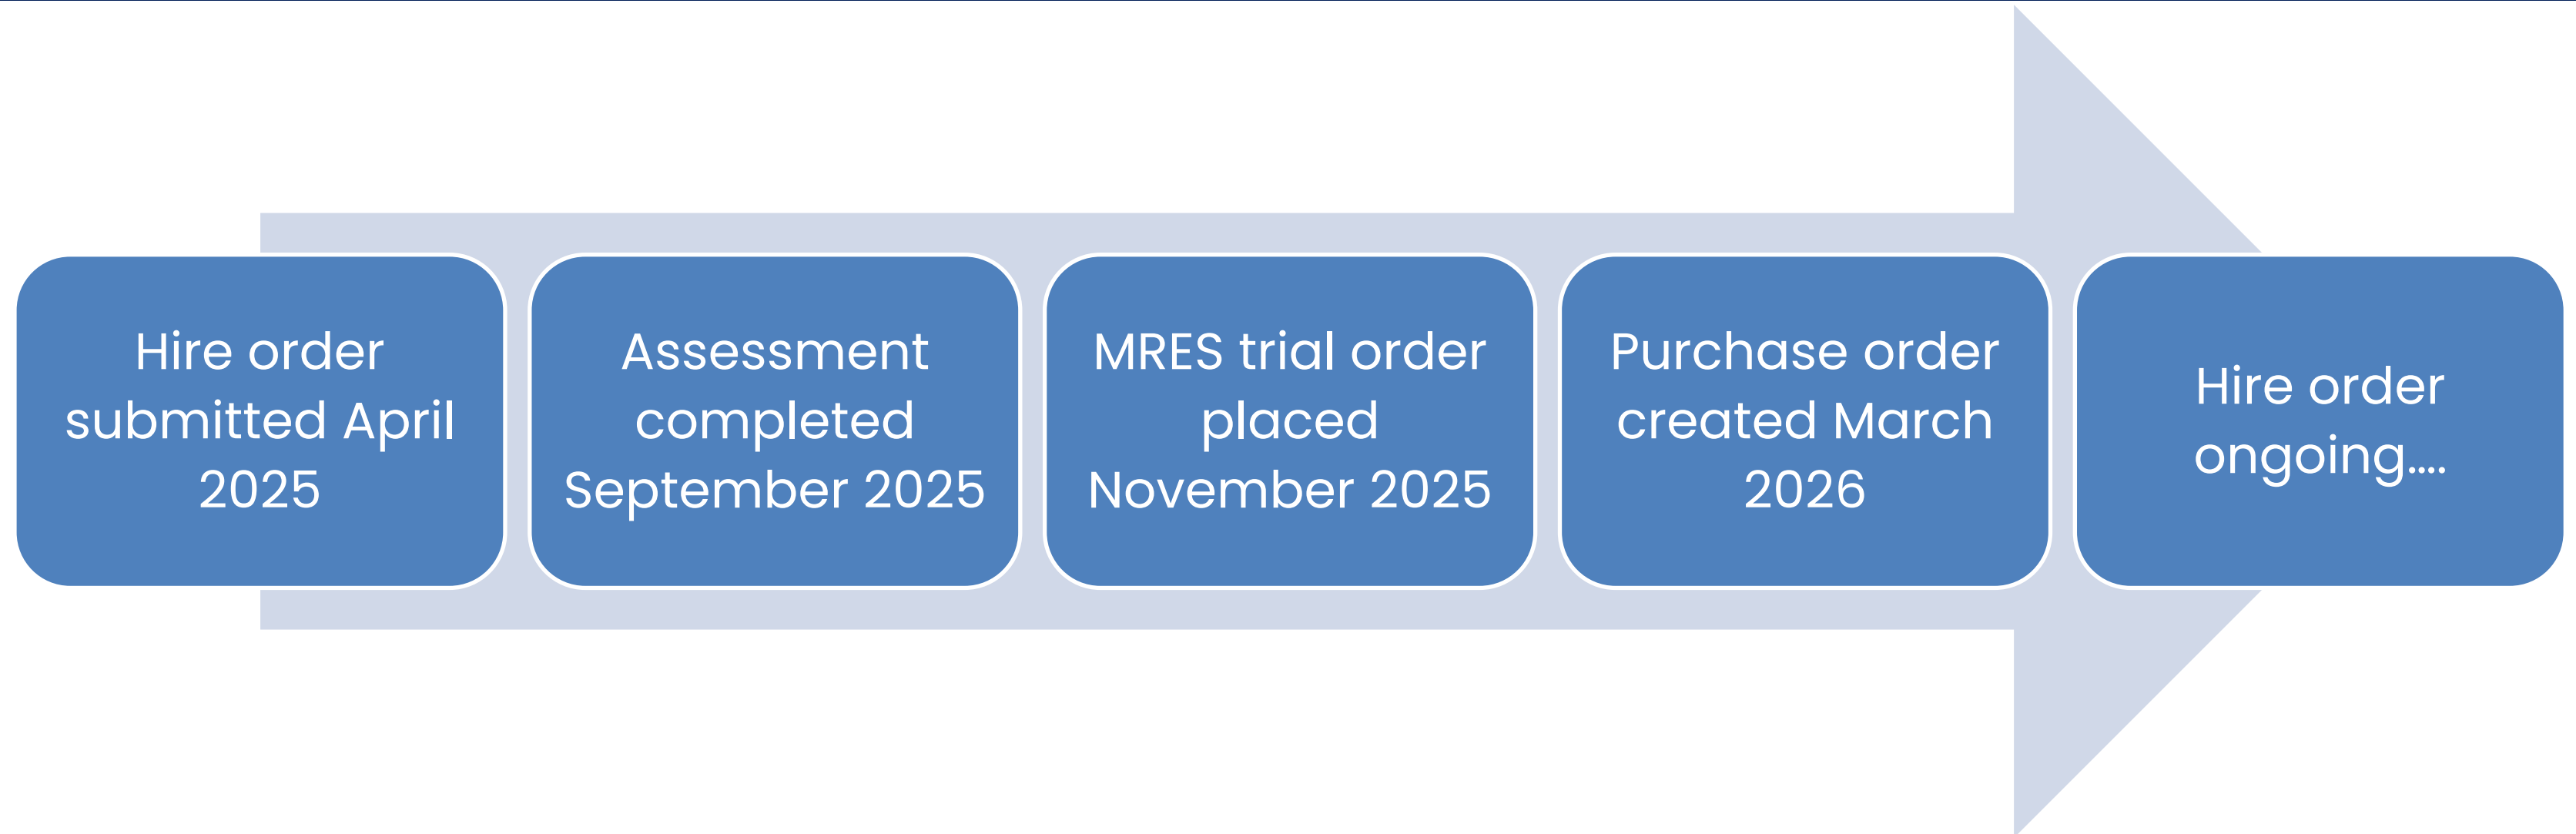 Hire order
submitted April
2025
Assessment
completed
September 2025
MRES trial order
placed
November 2025
Purchase order
created March
2026
Hire order
ongoing....